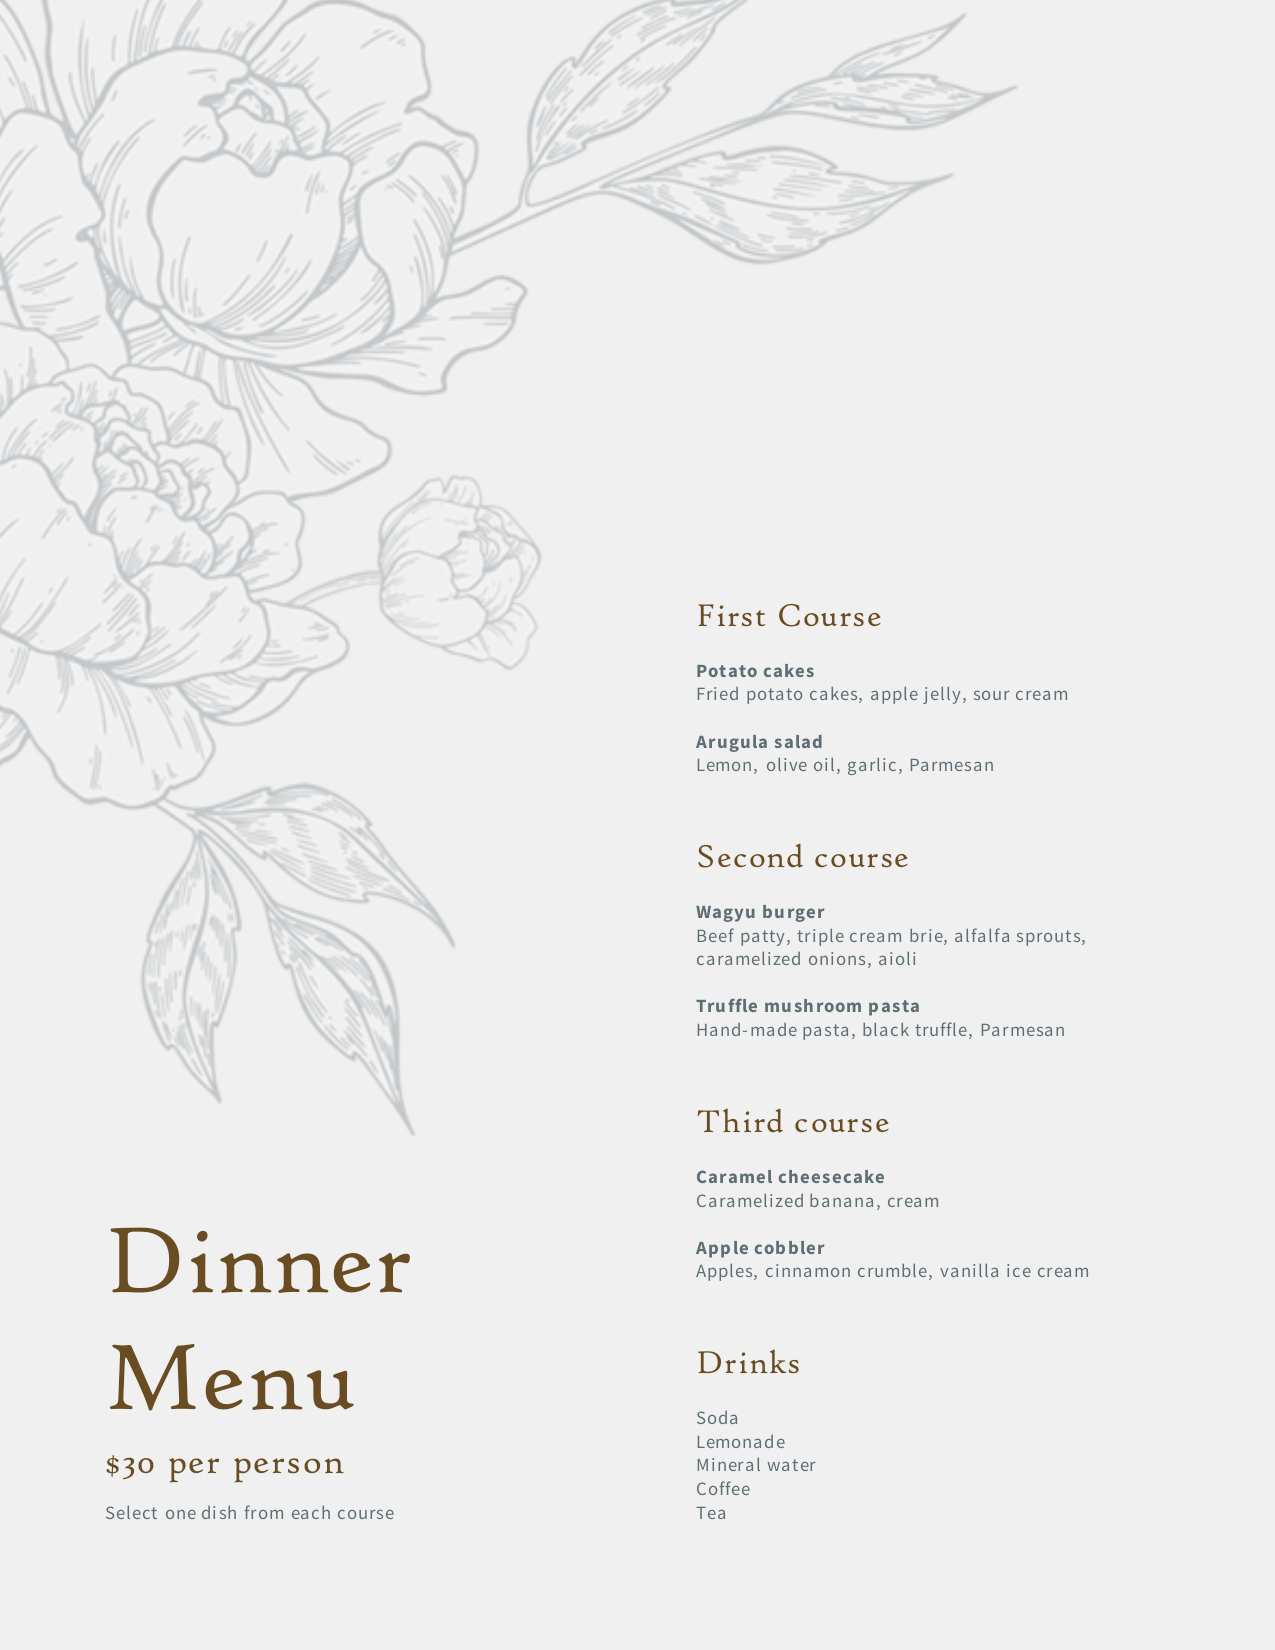 First Course
Potato cakes
Fried potato cakes, apple jelly, sour cream
Arugula salad
Lemon, olive oil, garlic, Parmesan
Second course
Wagyu burger
Beef patty, triple cream brie, alfalfa sprouts,
caramelized onions, aioli
Truffle mushroom pasta
Hand-made pasta, black truffle, Parmesan
Third course
Caramel cheesecake
Caramelized banana, cream
Apple cobbler
Apples, cinnamon crumble, vanilla ice cream
Drinks
Soda
Lemonade
Mineral water
Coffee
Tea
Dinner
Menu
$30 per person
Select one dish from each course